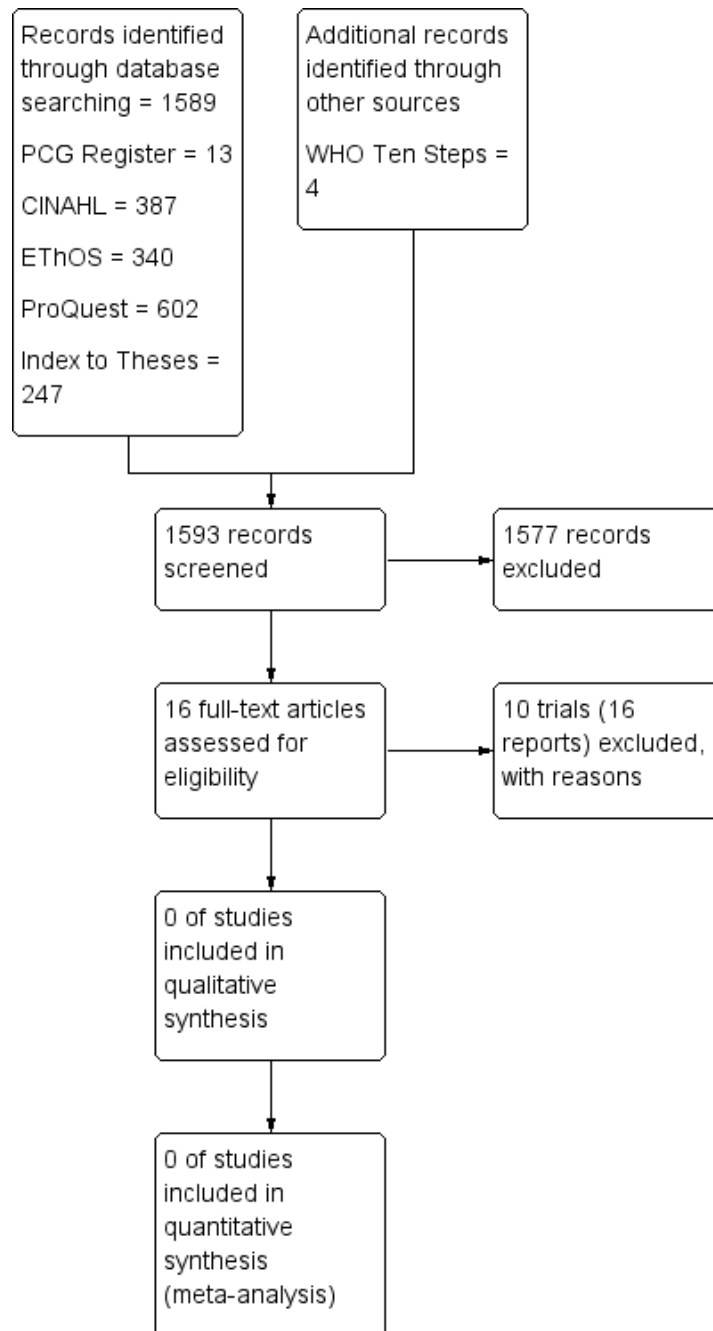 Records identified
through database
searching = 1589
PCG Register = 13
CINAHL = 387
EThOS = 340
ProQuest = 602
Index to Theses =
247
Additional records
identified through
other sources
WHO Ten Steps =
4
1593 records
screened
1577 records
excluded
16 full-text articles
assessed for
eligibility
10 trials (16
reports) excluded,
with reasons
0 of studies
included in
qualitative
synthesis
0 of studies
included in
quantitative
synthesis
(meta-analysis)